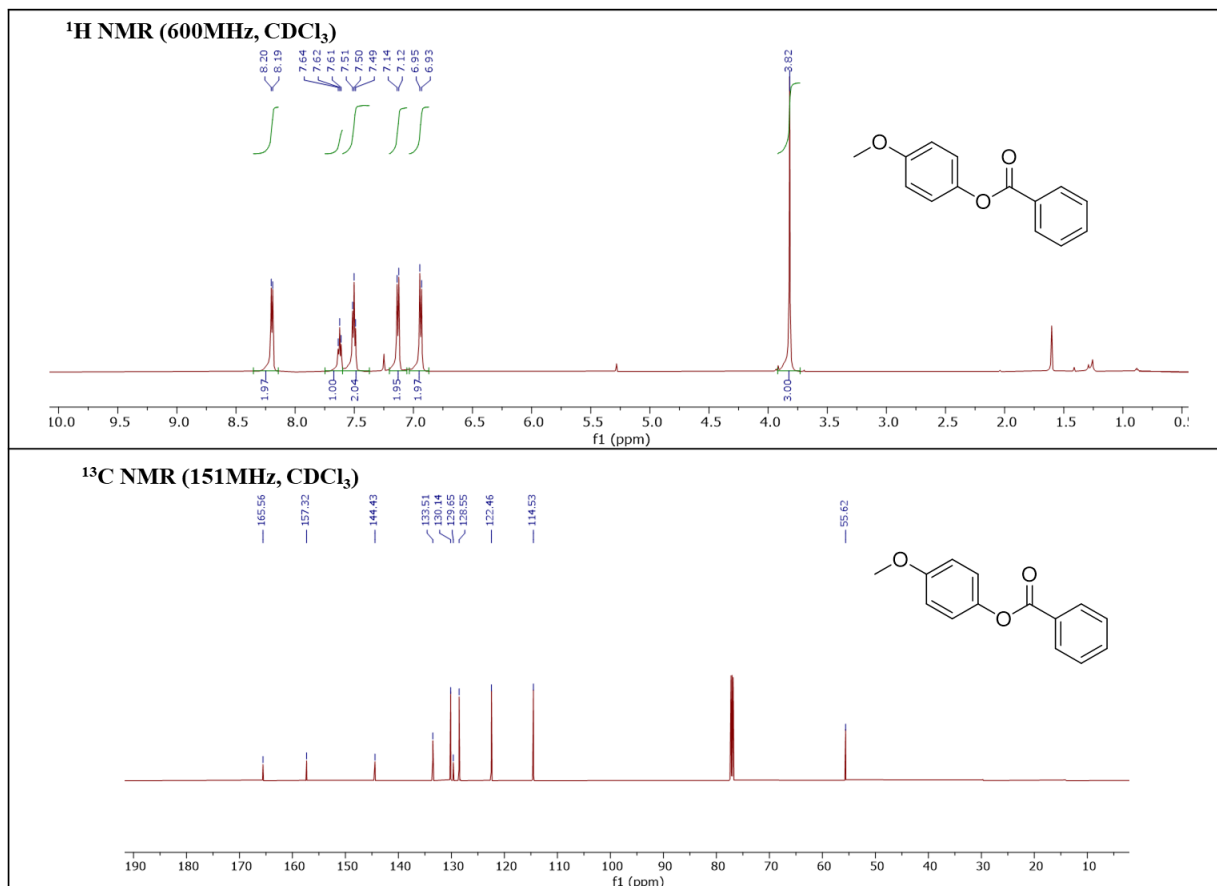 ¹H NMR (600MHz, CDCl₃)
8.20
8.19
7.64
7.62
7.61
7.51
7.50
7.49
7.14
7.12
6.95
6.93
3.82
O
O
O
1.97
1.00
2.04
1.95
1.97
3.00
10.0 9.5 9.0 8.5 8.0 7.5 7.0 6.5 6.0 5.5 5.0 4.5 4.0 3.5 3.0 2.5 2.0 1.5 1.0 0.5
f1 (ppm)
¹³C NMR (151MHz, CDCl₃)
165.56
157.32
144.43
133.51
130.14
129.65
128.55
122.46
114.53
55.62
O
O
O
190 180 170 160 150 140 130 120 110 100 90 80 70 60 50 40 30 20 10
f1 (ppm)